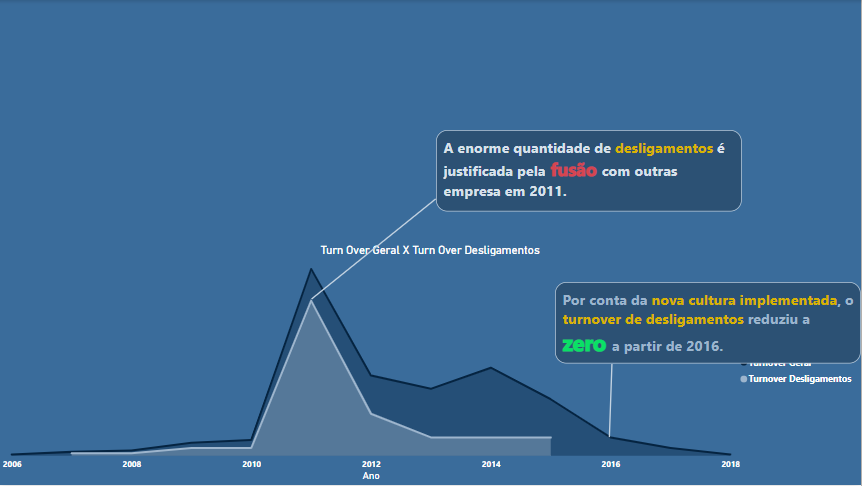 A enorme quantidade de desligamentos é
justificada pela fusão com outras
empresa em 2011.
Turn Over Geral X Turn Over Desligamentos
Por conta da nova cultura implementada, o
turnover de desligamentos reduziu a
zero a partir de 2016.
Turnover Geral
Turnover Desligamentos
2006 2008 2010 2012 2014 2016 2018
Ano